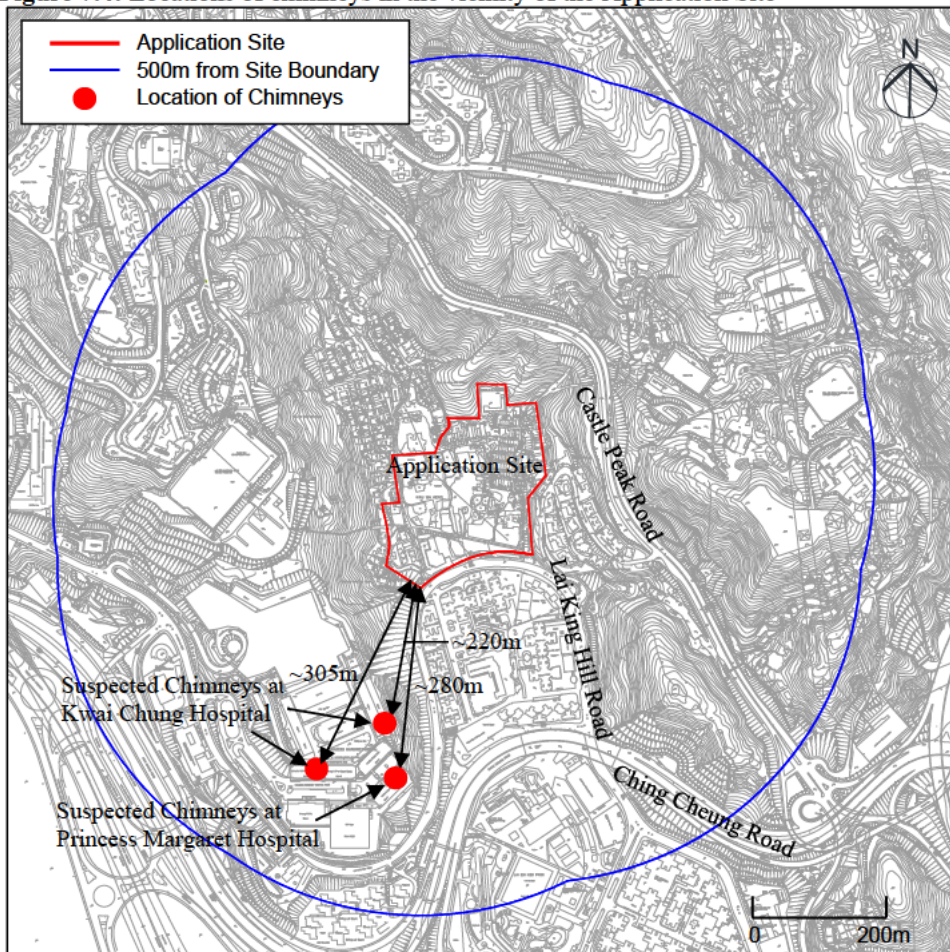 Application Site
500m from Site Boundary
Location of Chimneys
N
Castle Peak Road
Application Site
Lai King Hill Road
~220m
~305m
~280m
Suspected Chimneys at
Kwai Chung Hospital
Suspected Chimneys at
Princess Margaret Hospital
Ching Cheung Road
0 200m